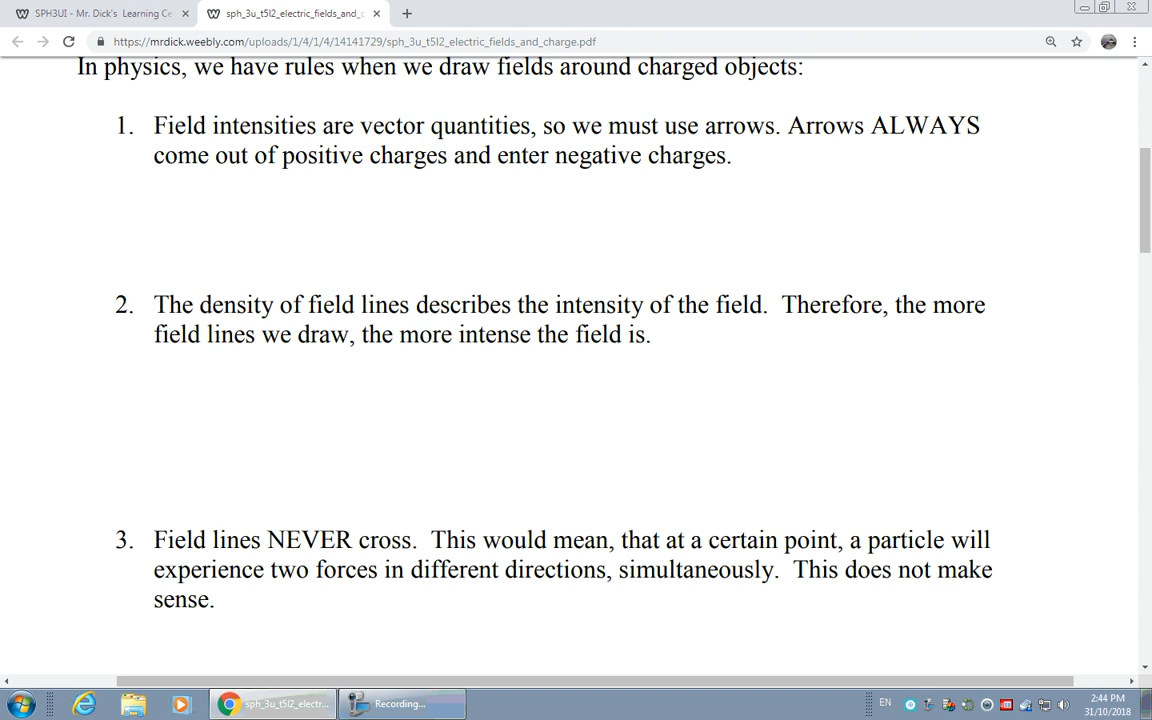 SPH3UI - Mr. Dick's Learning Ce
sph_3u_t5l2_electric_fields_and_c
https://mrdick.weebly.com/uploads/1/4/1/4/14141729/sph_3u_t5l2_electric_fields_and_charge.pdf
In physics, we have rules when we draw fields around charged objects:
1. Field intensities are vector quantities, so we must use arrows. Arrows ALWAYS
come out of positive charges and enter negative charges.
2. The density of field lines describes the intensity of the field. Therefore, the more
field lines we draw, the more intense the field is.
3. Field lines NEVER cross. This would mean, that at a certain point, a particle will
experience two forces in different directions, simultaneously. This does not make
sense.
sph_3u_t5l2_electr...
Recording...
EN
2:44 PM
31/10/2018